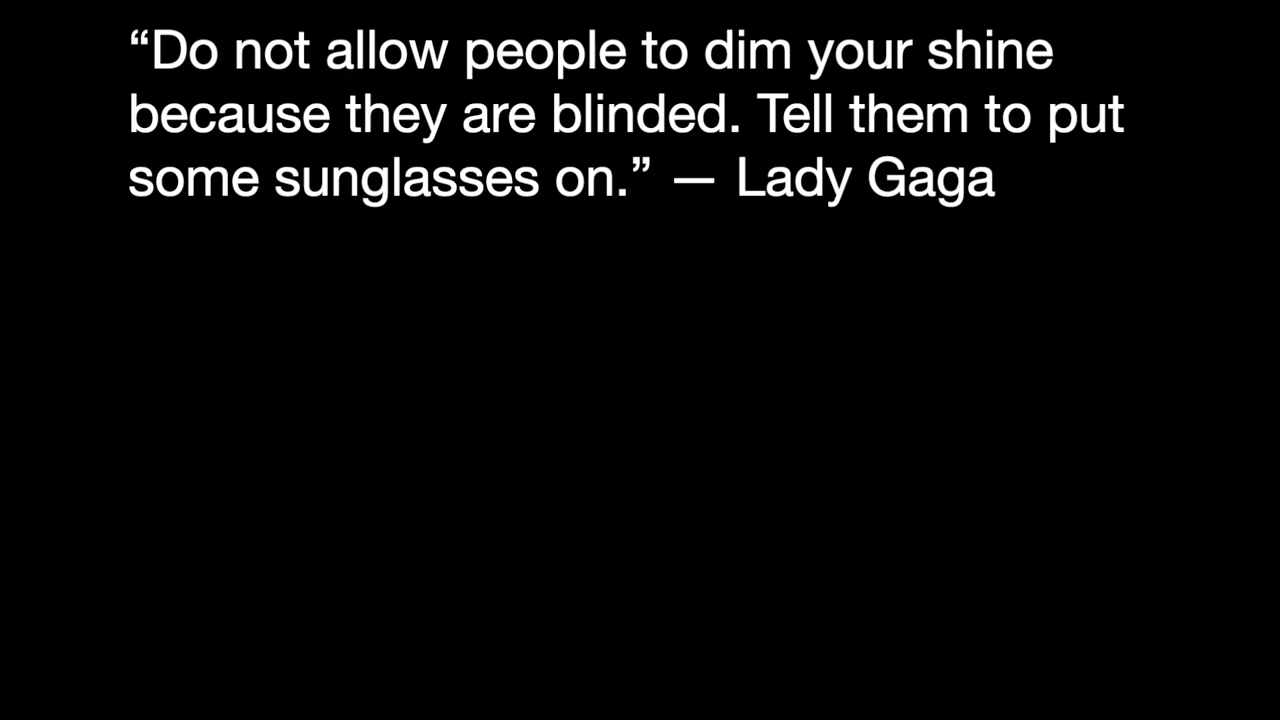 “Do not allow people to dim your shine
because they are blinded. Tell them to put
some sunglasses on.” — Lady Gaga